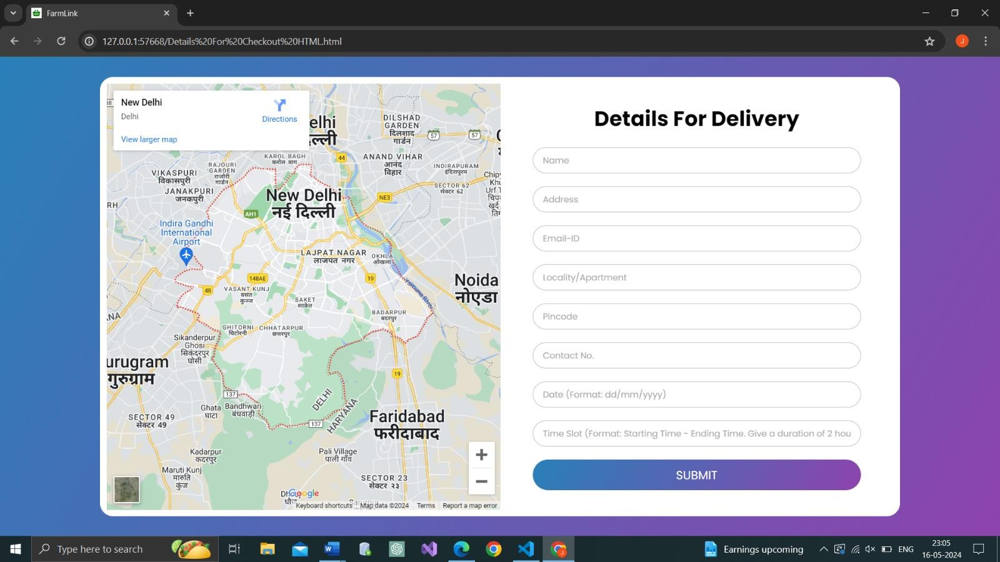 FarmLink
127.0.0.1:57668/Details%20For%20Checkout%20HTML.html
J
New Delhi
Delhi
Directions
View larger map
elhi
ल्ली
DILSHAD
GARDEN
दिलशाद
गार्डन
57
57
44
KAROL BAGH
करोल बाग
ANAND VIHAR
आनंद
विहार
RAJOURI
GARDEN
राजोरी
गार्डन
VIKASPURI
विकासपुरी
INDIRAPURAM
इंदिरापुरम
JANAKPURI
जनकपुरी
SECTOR 62
सेक्टर 62
New Delhi
नई दिल्ली
NE3
RH
AH1
Indira Gandhi
International
Airport
LAJPAT NAGAR
लाजपत नगर
OKHLA
ओखला
148AE
19
Noida
नोएडा
48
VASANT KUNJ
वसंत
कुञ्ज
Yamuna River
SAKET
साकेत
BADARPUR
बदरपुर
ANA
GHITORNI
घिटोरनी
CHHATARPUR
छत्तरपुर
Sikanderpur
Ghosi
सिकंदरपुर
घोसी
urugram
गुरुग्राम
19
137
DELHI
HARYANA
Ghata
घाटा
Bandhwari
बंधवाड़ी
137
SECTOR 49
सेक्टर 49
Faridabad
फरीदाबाद
Kadarpur
कदरपुर
Pali Village
पाली गाँव
Maruti Kunj
मारुति
कुंज
SECTOR 23
सेक्टर २३
Google
Keyboard shortcuts
Map data ©2024
Terms
Report a map error
Details For Delivery
Name
Address
Email-ID
Locality/Apartment
Pincode
Contact No.
Date (Format: dd/mm/yyyy)
Time Slot (Format: Starting Time - Ending Time. Give a duration of 2 hou
SUBMIT
Type here to search
Earnings upcoming
ENG
23:05
16-05-2024